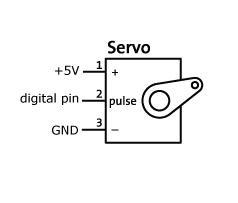 Servo
+5V 1 +
digital pin 2 pulse
GND 3 −